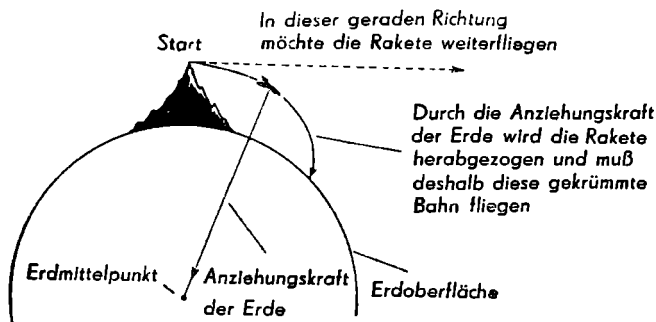 In dieser geraden Richtung
möchte die Rakete weiterfliegen
Start
Durch die Anziehungskraft
der Erde wird die Rakete
herabgezogen und muß
deshalb diese gekrümmte
Bahn fliegen
Erdmittelpunkt
Anziehungskraft
der Erde
Erdoberfläche